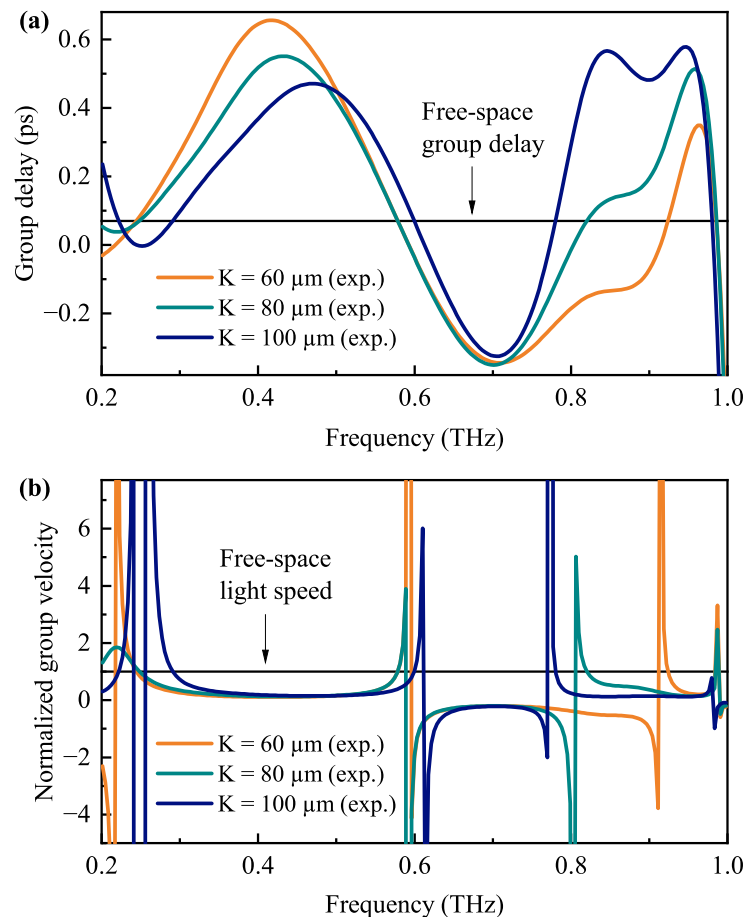 (a)
Group delay (ps)
0.6
0.4
0.2
0.0
−0.2
Free-space
group delay
K = 60 µm (exp.)
K = 80 µm (exp.)
K = 100 µm (exp.)
0.2 0.4 0.6 0.8 1.0
Frequency (THz)
(b)
Normalized group velocity
6
4
2
0
−2
−4
Free-space
light speed
K = 60 µm (exp.)
K = 80 µm (exp.)
K = 100 µm (exp.)
0.2 0.4 0.6 0.8 1.0
Frequency (THz)